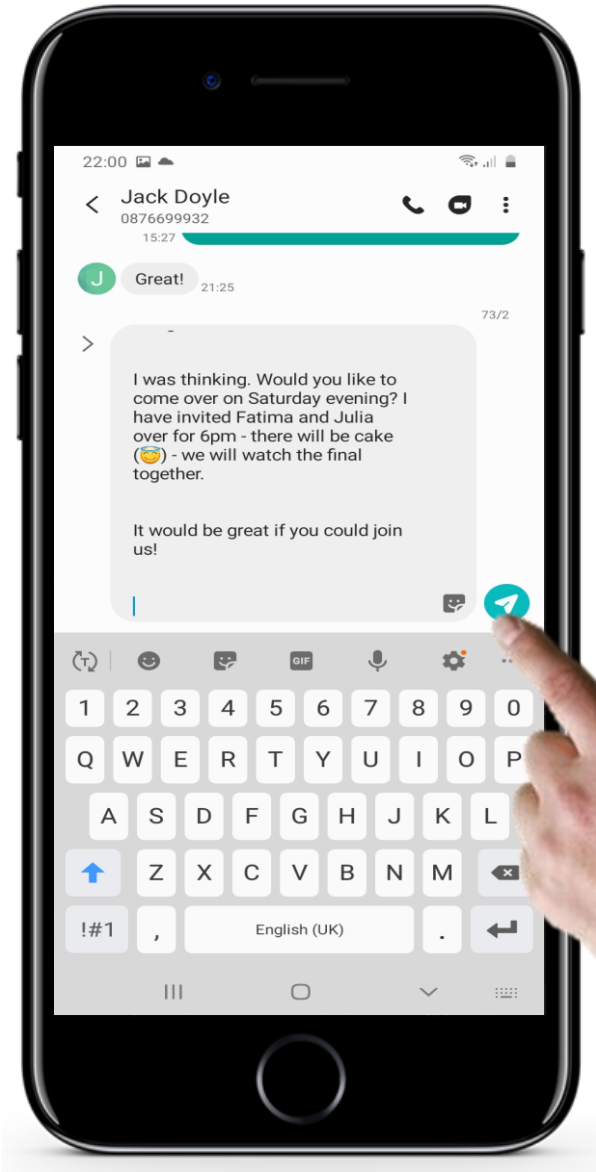 22:00
Jack Doyle
0876699932
15:27
J
Great!
21:25
73/2
I was thinking. Would you like to
come over on Saturday evening? I
have invited Fatima and Julia
over for 6pm - there will be cake
(😇) - we will watch the final
together.
It would be great if you could join
us!
T
GIF
1 2 3 4 5 6 7 8 9 0
Q W E R T Y U I O P
A S D F G H J K L
Z X C V B N M
!#1 , English (UK) .